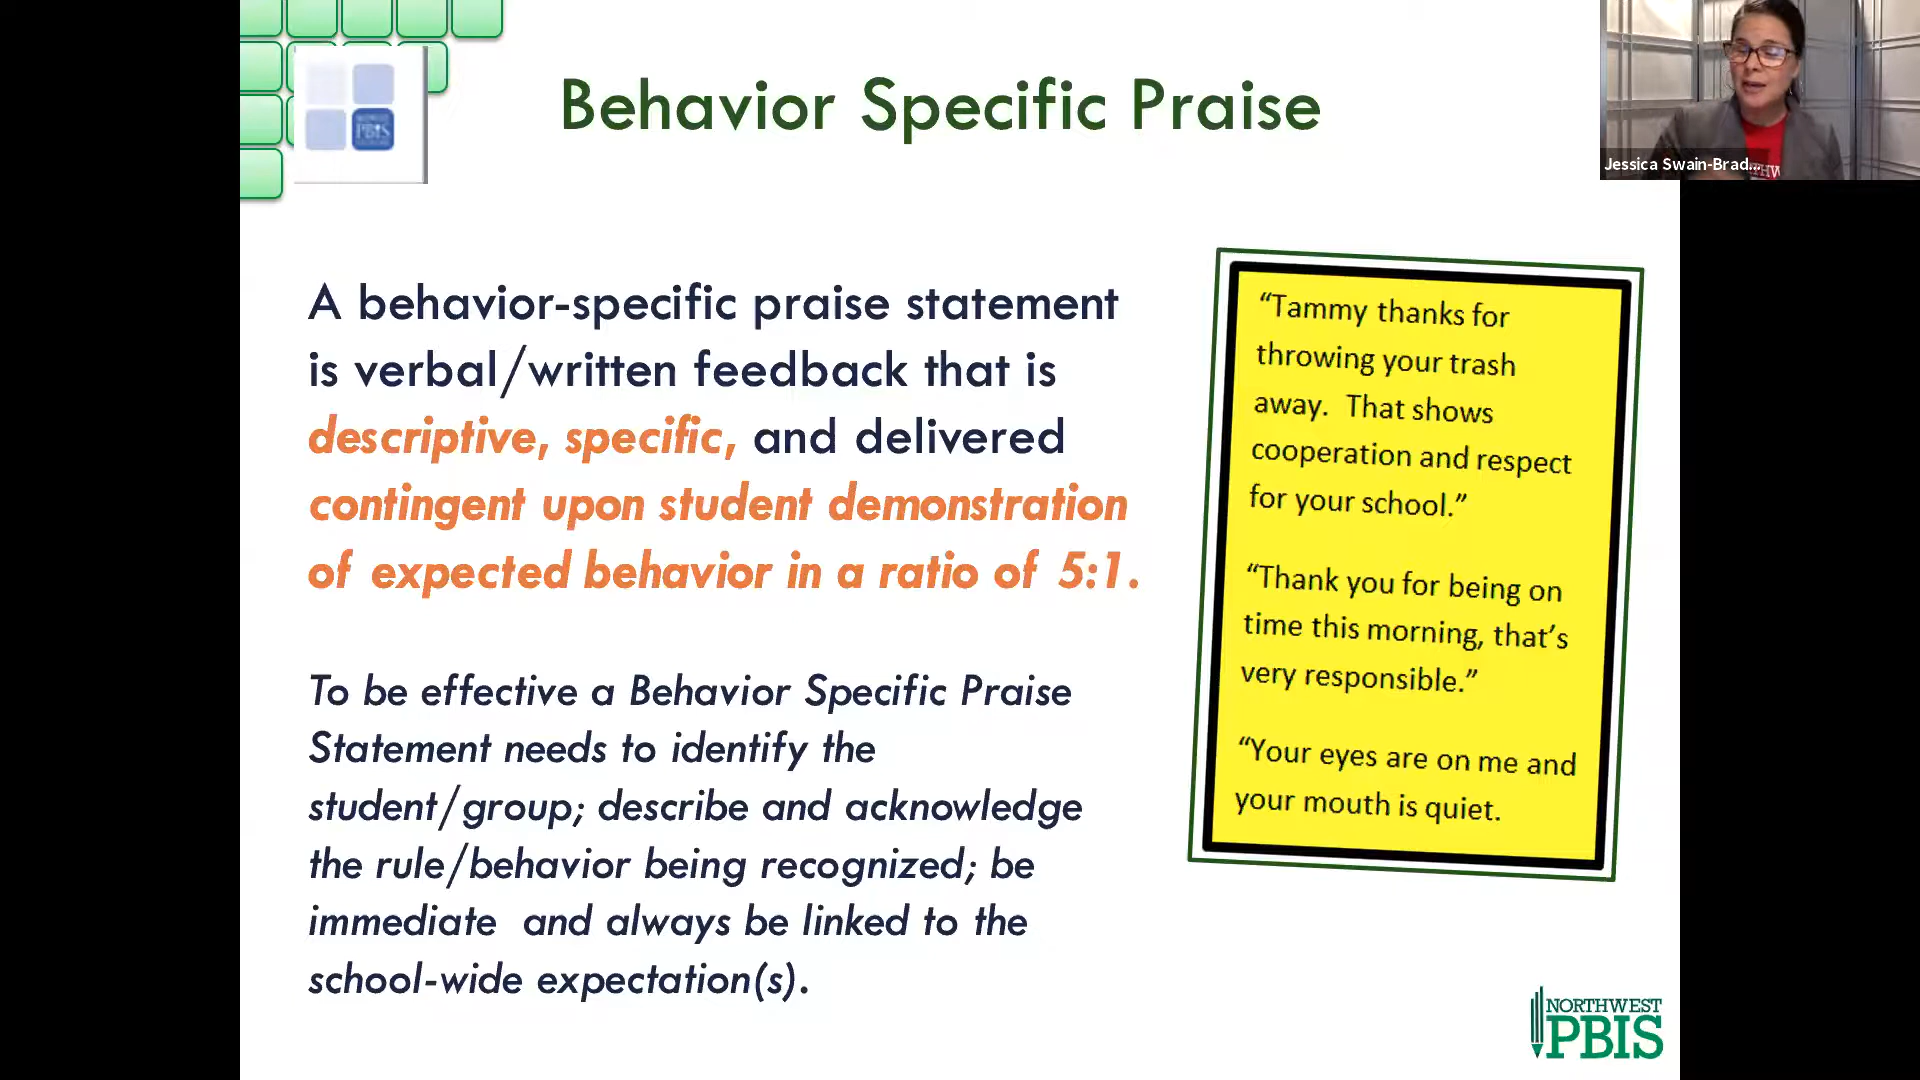 Behavior Specific Praise
PBIS
Jessica Swain-Brad...
A behavior-specific praise statement
is verbal/written feedback that is
descriptive, specific, and delivered
contingent upon student demonstration
of expected behavior in a ratio of 5:1.
To be effective a Behavior Specific Praise
Statement needs to identify the
student/group; describe and acknowledge
the rule/behavior being recognized; be
immediate  and always be linked to the
school-wide expectation(s).
“Tammy thanks for
throwing your trash
away.  That shows
cooperation and respect
for your school.”
“Thank you for being on
time this morning, that’s
very responsible.”
“Your eyes are on me and
your mouth is quiet.
NORTHWEST
PBIS